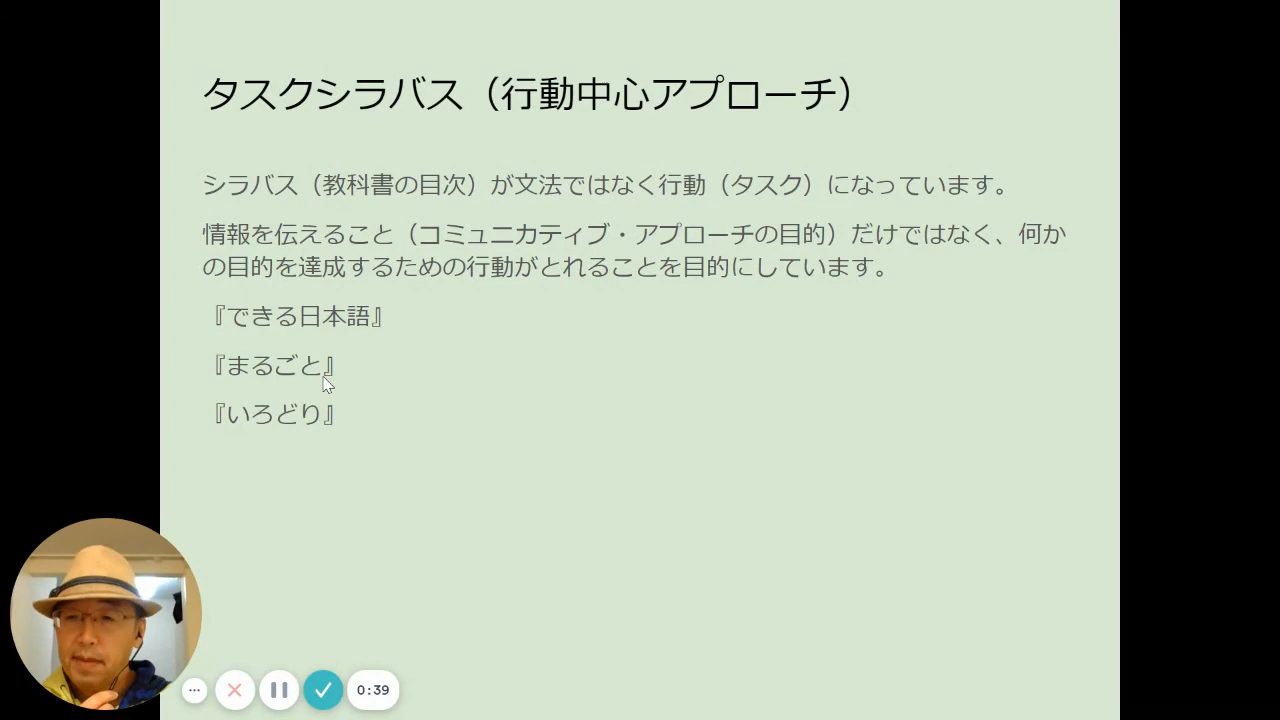 タスクシラバス（行動中心アプローチ）
シラバス（教科書の目次）が文法ではなく行動（タスク）になっています。
情報を伝えること（コミュニカティブ・アプローチの目的）だけではなく、何か
の目的を達成するための行動がとれることを目的にしています。
『できる日本語』
『まるごと』
『いろどり』
0:39